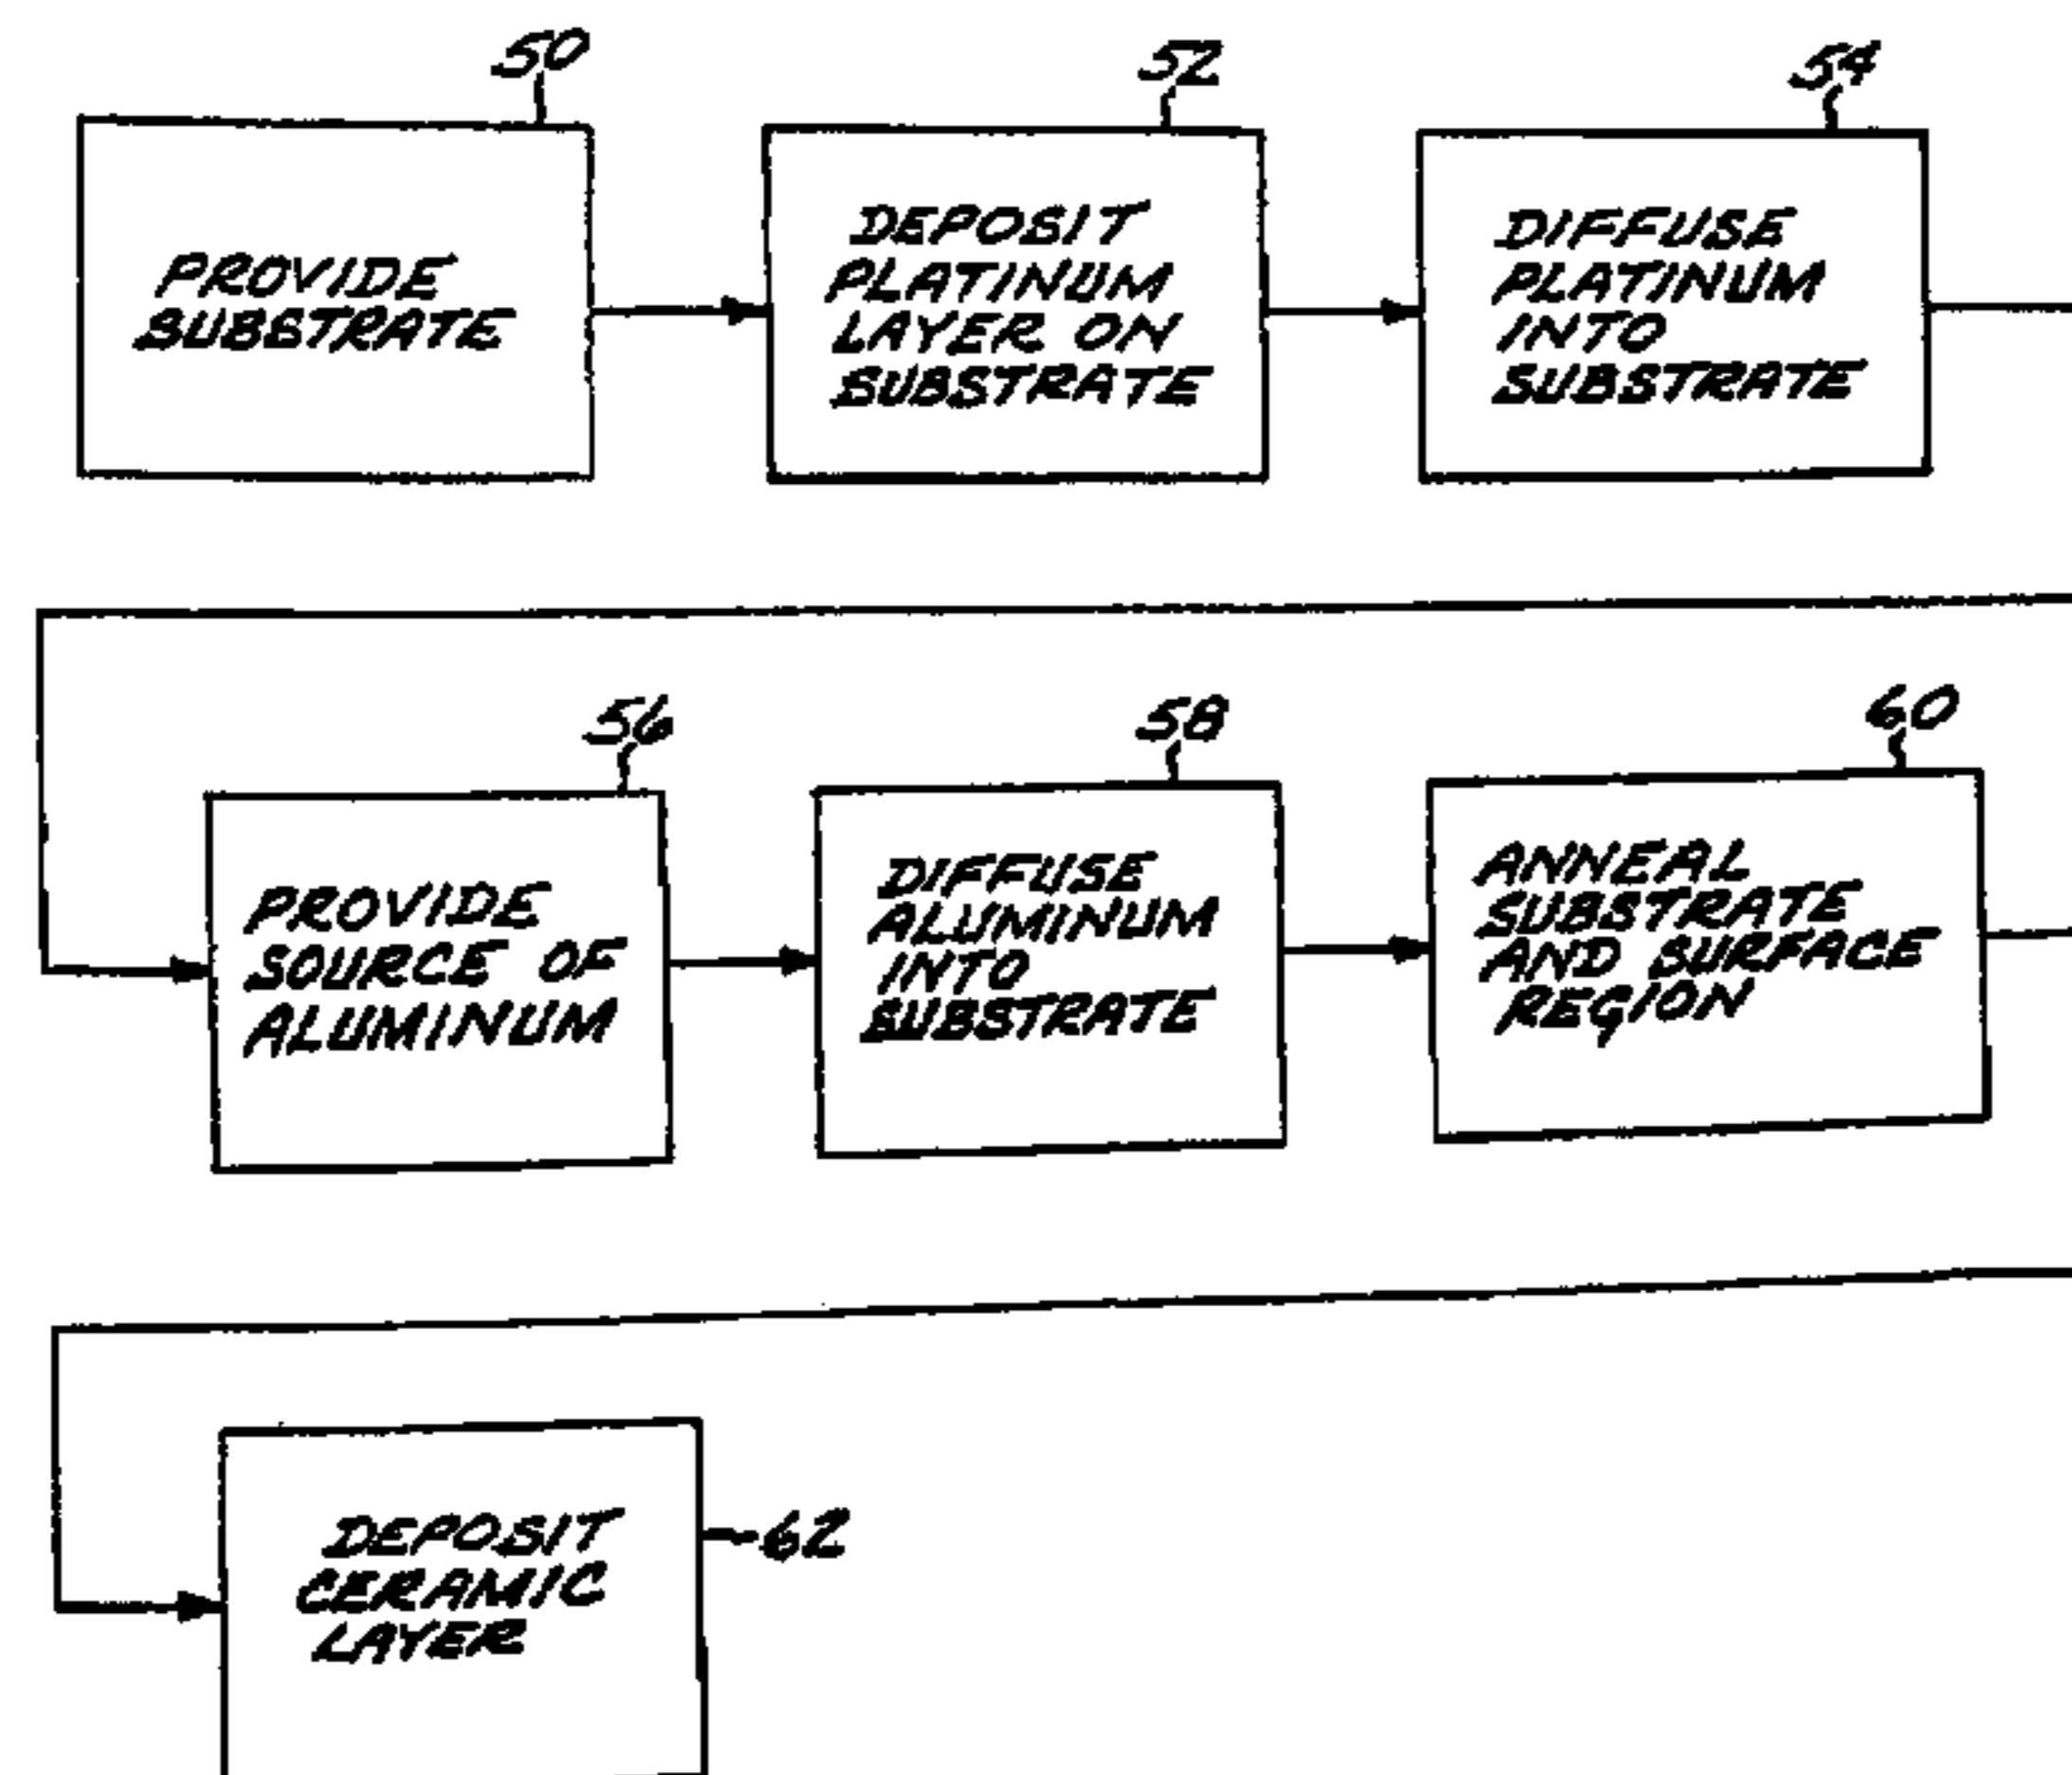 50
PROVIDE
SUBSTRATE
52
DEPOSIT
PLATINUM
LAYER ON
SUBSTRATE
54
DIFFUSE
PLATINUM
INTO
SUBSTRATE
56
PROVIDE
SOURCE OF
ALUMINUM
58
DIFFUSE
ALUMINUM
INTO
SUBSTRATE
60
ANNEAL
SUBSTRATE
AND SURFACE
REGION
62
DEPOSIT
CERAMIC
LAYER